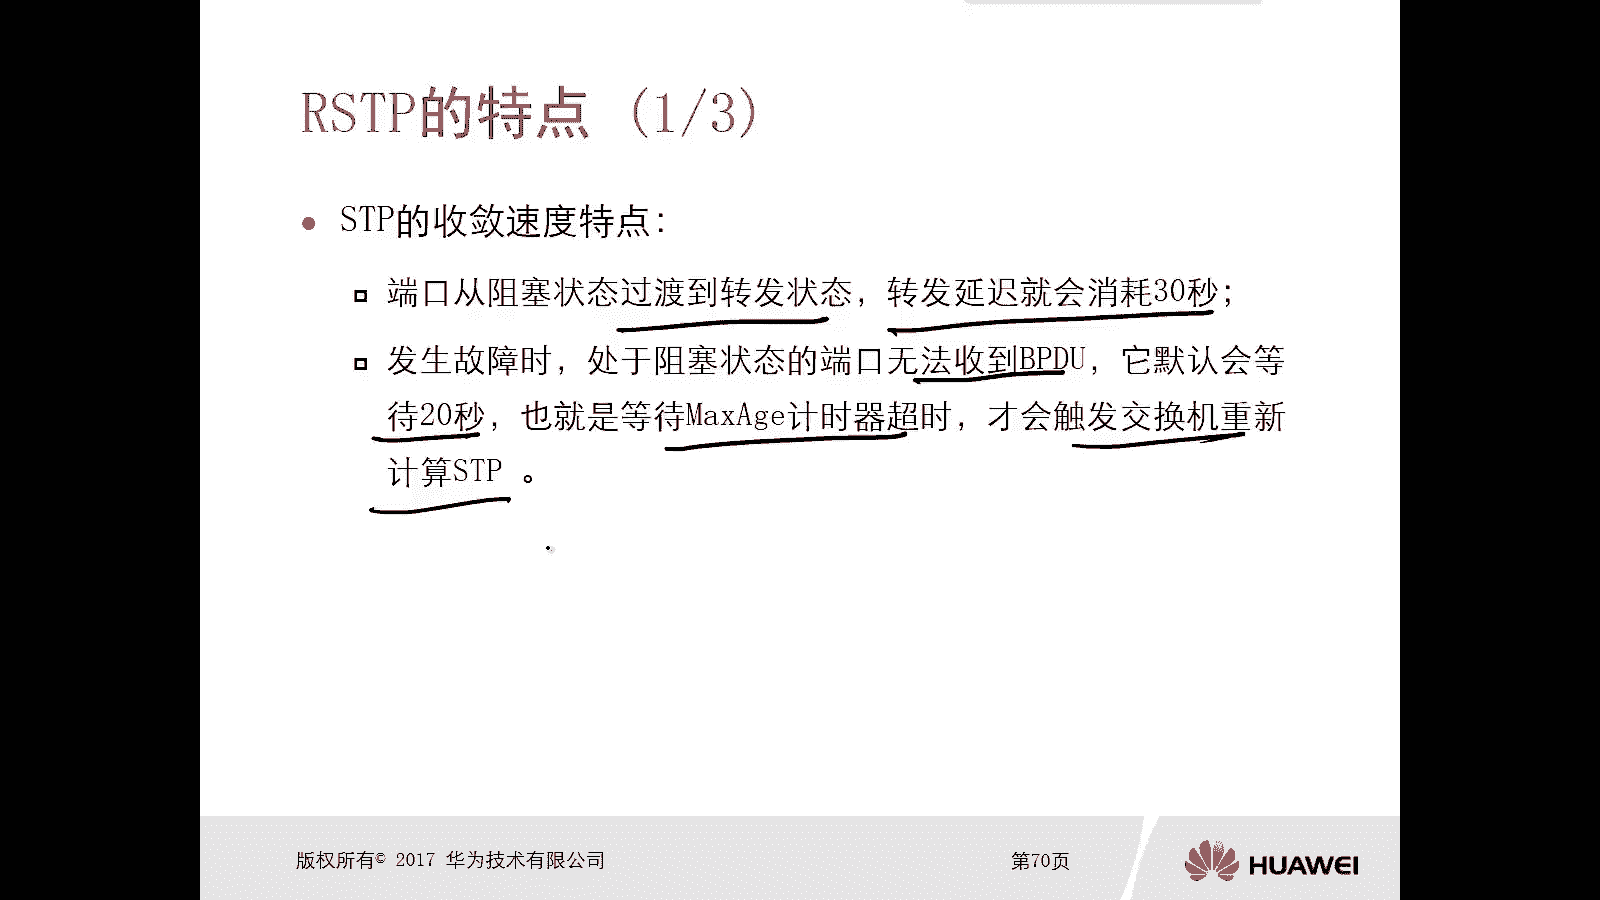 RSTP的特点 (1/3)
STP的收敛速度特点：
端口从阻塞状态过渡到转发状态，转发延迟就会消耗30秒；
发生故障时，处于阻塞状态的端口无法收到BPDU，它默认会等
待20秒，也就是等待MaxAge计时器超时，才会触发交换机重新
计算STP 。
版权所有© 2017 华为技术有限公司
第70页
HUAWEI